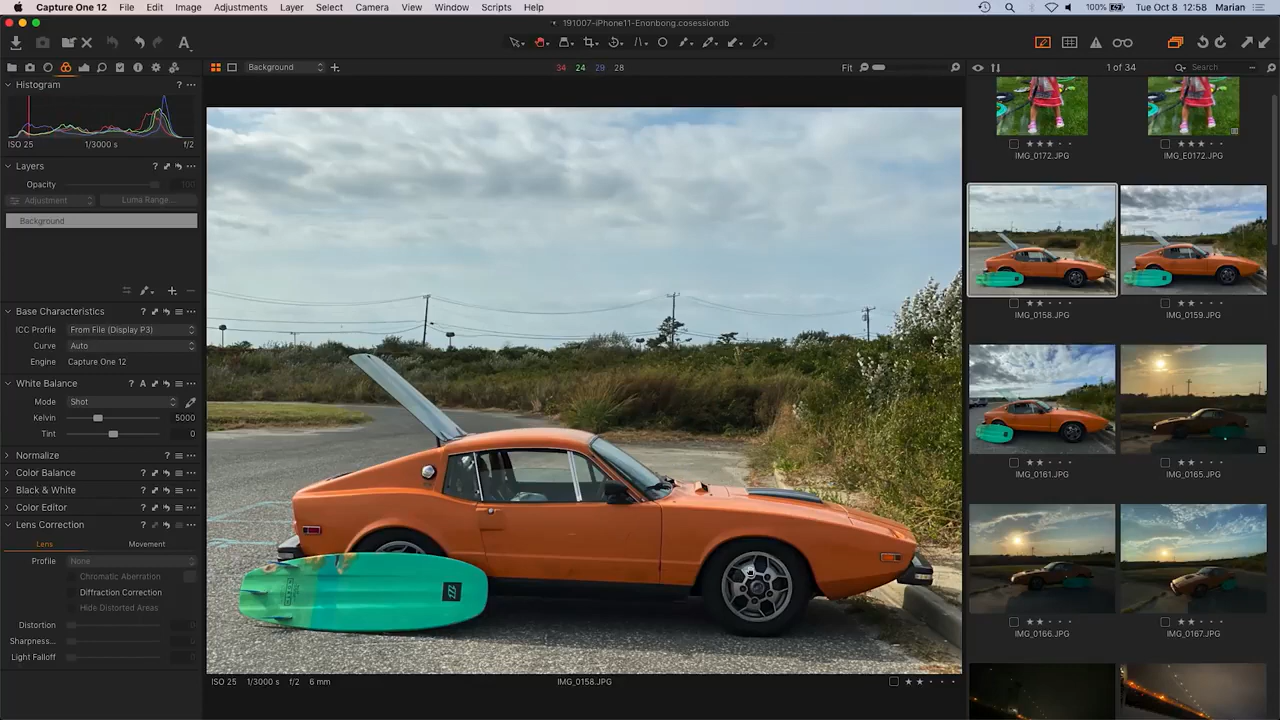 Capture One 12 File Edit Image Adjustments Layer Select Camera View Window Scripts Help 100% Tue Oct 8 12:58 Marian
191007-iPhone11-Enonbong.cosessiondb
Background Fit 1 of 34 Search
34 24 29 28
Histogram
ISO 25 1/3000 s f/2
Layers
Opacity 100
Adjustment Luma Range...
Background
Base Characteristics
ICC Profile From File (Display P3)
Curve Auto
Engine Capture One 12
White Balance
Mode Shot
Kelvin 5000
Tint 0
Normalize
Color Balance
Black & White
Color Editor
Lens Correction
Lens Movement
Profile None
Chromatic Aberration
Diffraction Correction
Hide Distorted Areas
Distortion 0
Sharpness... 0
Light Falloff 0
ISO 25 1/3000 s f/2 6 mm IMG_0158.JPG
IMG_0172.JPG IMG_E0172.JPG
IMG_0158.JPG IMG_0159.JPG
IMG_0161.JPG IMG_0165.JPG
IMG_0166.JPG IMG_0167.JPG